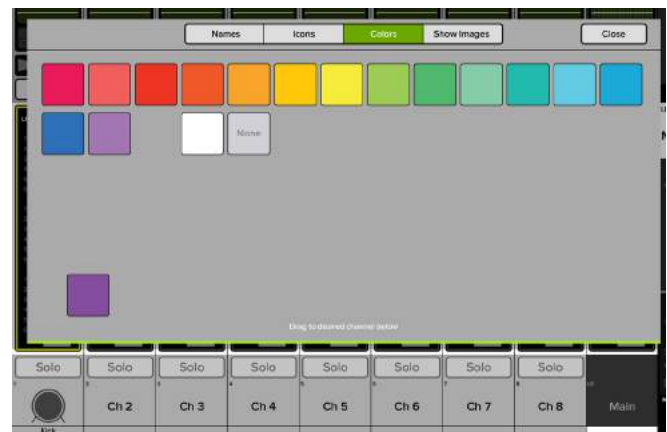 Names Icons Colors Show Images Close
None
Drag to desired channel below
Solo Solo Solo Solo Solo Solo Solo Solo
Ch 2 Ch 3 Ch 4 Ch 5 Ch 6 Ch 7 Ch 8 Main
Kick